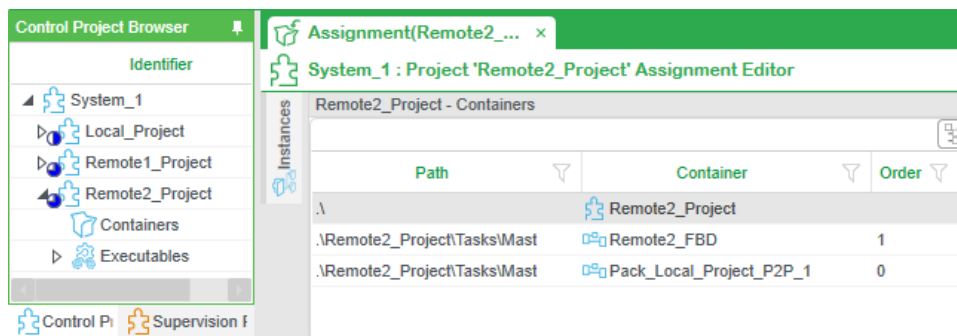 Control Project Browser
Identifier
System_1
Local_Project
Remote1_Project
Remote2_Project
Containers
Executables
Control Pr
Supervision F
Assignment(Remote2_... ×
System_1 : Project 'Remote2_Project' Assignment Editor
Instances
Remote2_Project - Containers
Path Container Order
.\ Remote2_Project
.\Remote2_Project\Tasks\Mast Remote2_FBD 1
.\Remote2_Project\Tasks\Mast Pack_Local_Project_P2P_1 0